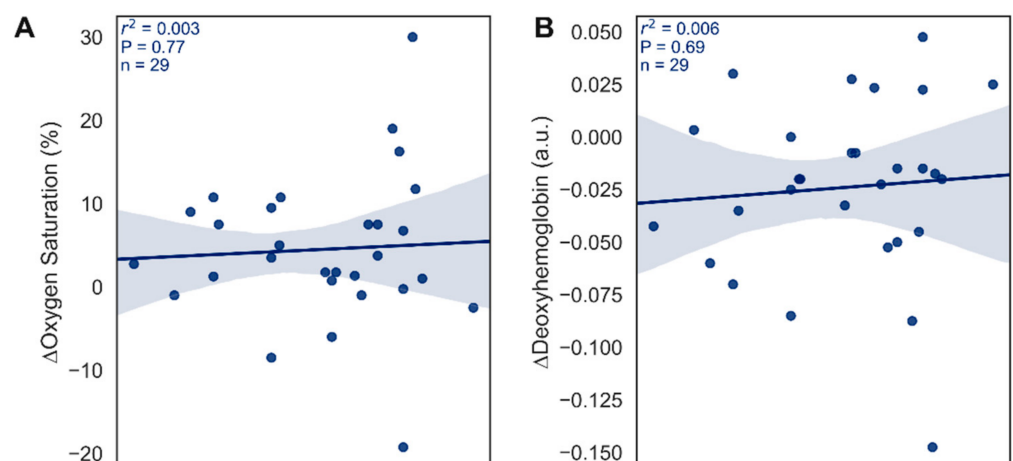 A
r² = 0.003
P = 0.77
n = 29
ΔOxygen Saturation (%)
30
20
10
0
−10
−20
B
r² = 0.006
P = 0.69
n = 29
ΔDeoxyhemoglobin (a.u.)
0.050
0.025
0.000
−0.025
−0.050
−0.075
−0.100
−0.125
−0.150